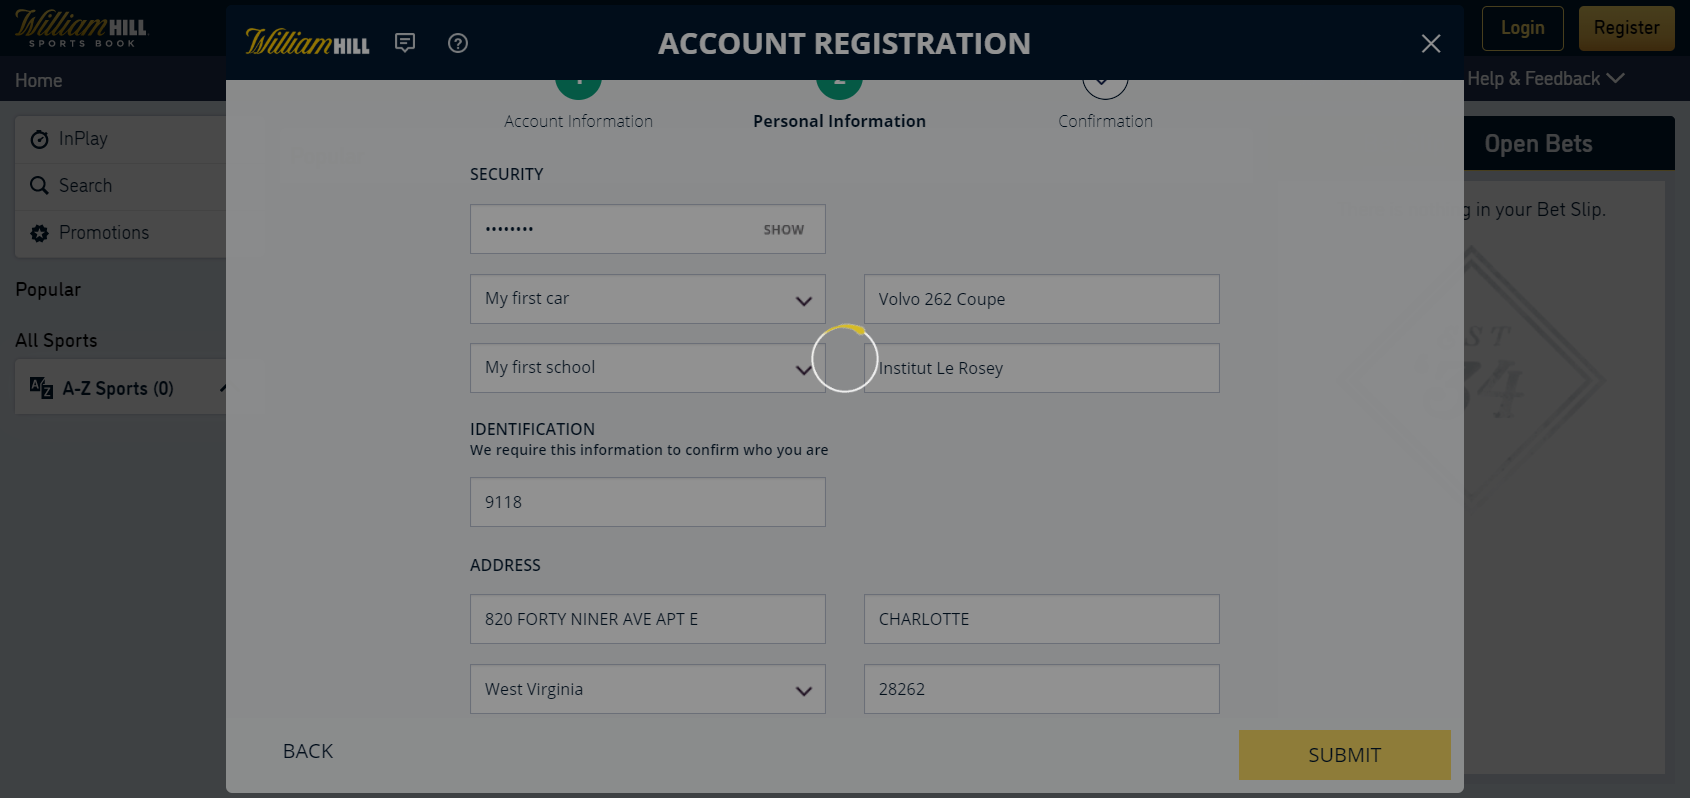 William HILL
SPORTS BOOK
William HILL
ACCOUNT REGISTRATION
Login
Register
Home
Help & Feedback
Account Information
Personal Information
Confirmation
InPlay
Search
Promotions
Popular
All Sports
A-Z Sports (0)
Open Bets
in your Bet Slip.
SECURITY
•••••••• SHOW
My first car
Volvo 262 Coupe
My first school
Institut Le Rosey
IDENTIFICATION
We require this information to confirm who you are
9118
ADDRESS
820 FORTY NINER AVE APT E
CHARLOTTE
West Virginia
28262
BACK
SUBMIT